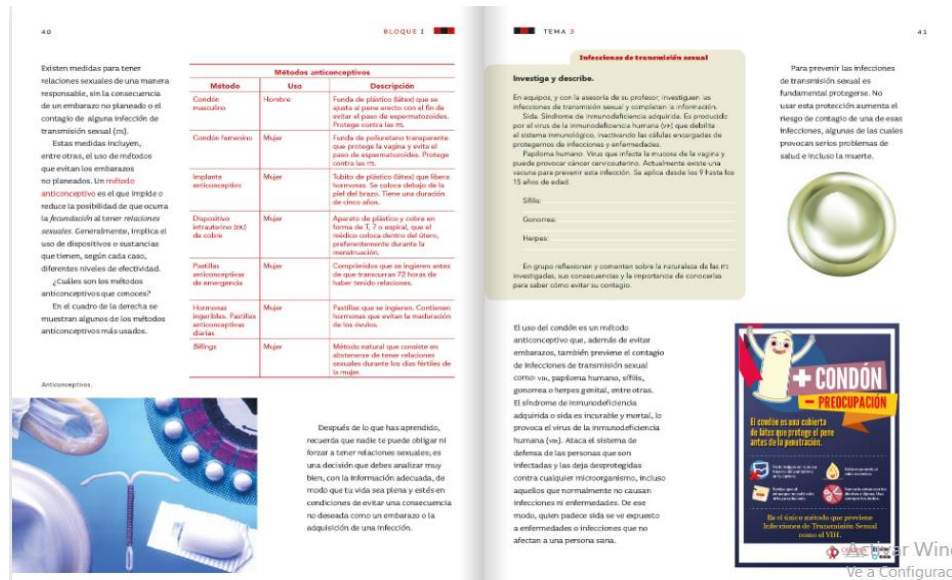 40
BLOQUE I
Existen medidas para tener
relaciones sexuales de una manera
responsable, sin la consecuencia
de un embarazo no planeado o el
contagio de alguna infección de
transmisión sexual (ITS).
Estas medidas incluyen,
entre otras, el uso de métodos
que evitan los embarazos
no planeados. Un método
anticonceptivo es el que impide o
reduce la posibilidad de que ocurra
la fecundación al tener relaciones
sexuales. Generalmente, implica el
uso de dispositivos o sustancias
que tienen, según cada caso,
diferentes niveles de efectividad.
¿Cuáles son los métodos
anticonceptivos que conoces?
En el cuadro de la derecha se
muestran algunos de los métodos
anticonceptivos más usados.
Anticonceptivos.
Métodos anticonceptivos
Método Uso Descripción
Condón masculino Hombre Funda de plástico (látex) que se
ajusta al pene erecto con el fin de
evitar el paso de espermatozoides.
Protege contra las ITS.
Condón femenino Mujer Funda de poliuretano transparente
que protege la vagina y evita el
paso de espermatozoides. Protege
contra las ITS.
Implante anticonceptivo Mujer Tubito de plástico (látex) que libera
hormonas. Se coloca debajo de la
piel del brazo. Tiene una duración
de cinco años.
Dispositivo intrauterino (DIU) de cobre Mujer Aparato de plástico y cobre en
forma de T, 7 o espiral, que el
médico coloca dentro del útero,
preferentemente durante la
menstruación.
Pastillas anticonceptivas de emergencia Mujer Comprimidos que se ingieren antes
de que transcurran 72 horas de
haber tenido relaciones.
Hormonas ingeribles. Pastillas anticonceptivas diarias Mujer Pastillas que se ingieren. Contienen
hormonas que evitan la maduración
de los óvulos.
Billings Mujer Método natural que consiste en
abstenerse de tener relaciones
sexuales durante los días fértiles de
la mujer.
Después de lo que has aprendido,
recuerda que nadie te puede obligar ni
forzar a tener relaciones sexuales; es
una decisión que debes analizar muy
bien, con la información adecuada, de
modo que tu vida sea plena y estés en
condiciones de evitar una consecuencia
no deseada como un embarazo o la
adquisición de una infección.
TEMA 3
41
Infecciones de transmisión sexual
Investiga y describe.
En equipos, y con la asesoría de su profesor, investiguen las
infecciones de transmisión sexual y completen la información.
Sida. Síndrome de inmunodeficiencia adquirida. Es producido
por el virus de la inmunodeficiencia humana (VIH) que debilita
el sistema inmunológico, inactivando las células encargadas de
protegernos de infecciones y enfermedades.
Papiloma humano. Virus que infecta la mucosa de la vagina y
puede provocar cáncer cervicouterino. Actualmente existe una
vacuna para prevenir esta infección. Se aplica desde los 9 hasta los
15 años de edad.
Sífilis:
Gonorrea:
Herpes:
En grupo reflexionen y comenten sobre la naturaleza de las ITS
investigadas, sus consecuencias y la importancia de conocerlas
para saber cómo evitar su contagio.
El uso del condón es un método
anticonceptivo que, además de evitar
embarazos, también previene el contagio
de infecciones de transmisión sexual
como: VIH, papiloma humano, sífilis,
gonorrea o herpes genital, entre otras.
El síndrome de inmunodeficiencia
adquirida o sida es incurable y mortal, lo
provoca el virus de la inmunodeficiencia
humana (VIH). Ataca el sistema de
defensa de las personas que son
infectadas y las deja desprotegidas
contra cualquier microorganismo, incluso
aquellos que normalmente no causan
infecciones ni enfermedades. De ese
modo, quien padece sida se ve expuesto
a enfermedades o infecciones que no
afectan a una persona sana.
Para prevenir las infecciones
de transmisión sexual es
fundamental protegerse. No
usar esta protección aumenta el
riesgo de contagio de una de esas
infecciones, algunas de las cuales
provocan serios problemas de
salud e incluso la muerte.
+ CONDÓN
- PREOCUPACIÓN
El condón es una cubierta
de látex que protege el pene
antes de la penetración.
Es el único método que previene
Infecciones de Transmisión Sexual
como el VIH.
Activar Win
Ve a Configurac